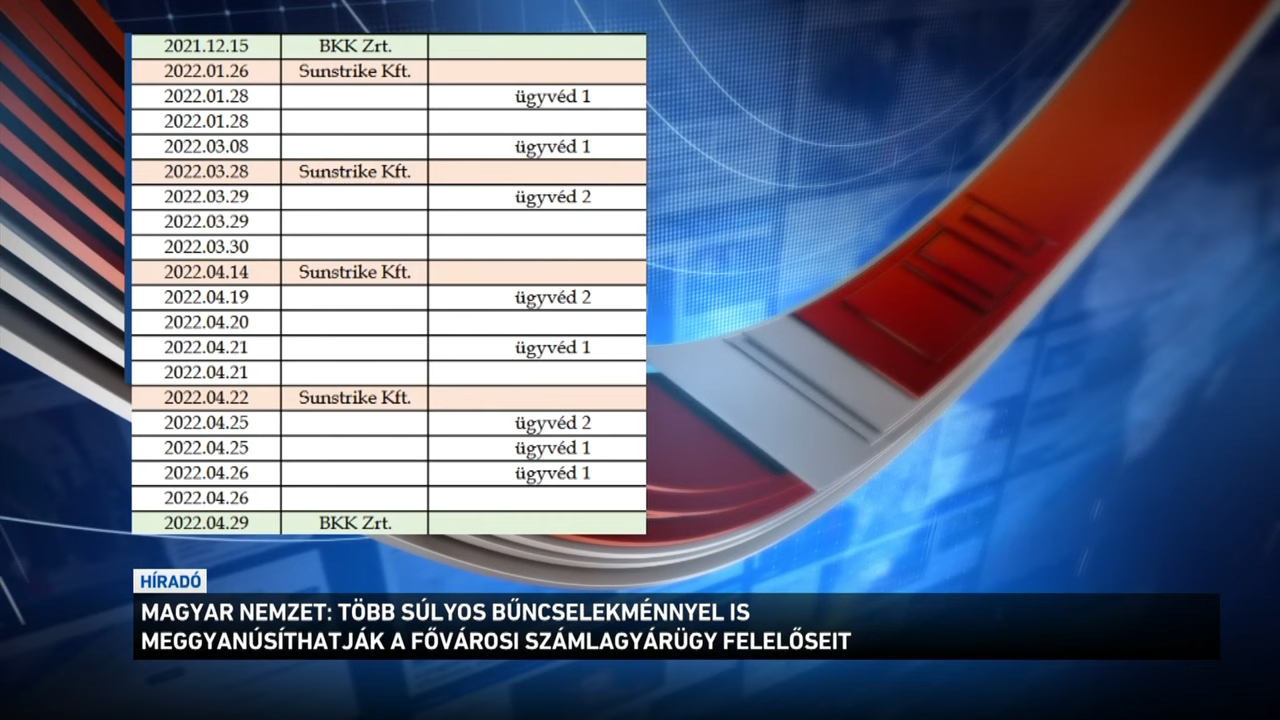 2021.12.15 BKK Zrt.
2022.01.26 Sunstrike Kft.
2022.01.28 ügyvéd 1
2022.01.28
2022.03.08 ügyvéd 1
2022.03.28 Sunstrike Kft.
2022.03.29 ügyvéd 2
2022.03.29
2022.03.30
2022.04.14 Sunstrike Kft.
2022.04.19 ügyvéd 2
2022.04.20
2022.04.21 ügyvéd 1
2022.04.21
2022.04.22 Sunstrike Kft.
2022.04.25 ügyvéd 2
2022.04.25 ügyvéd 1
2022.04.26 ügyvéd 1
2022.04.26
2022.04.29 BKK Zrt.
HÍRADÓ
MAGYAR NEMZET: TÖBB SÚLYOS BŰNCSELEKMÉNNYEL IS
MEGGYANÚSÍTHATJÁK A FŐVÁROSI SZÁMLAGYÁRÜGY FELELŐSEIT